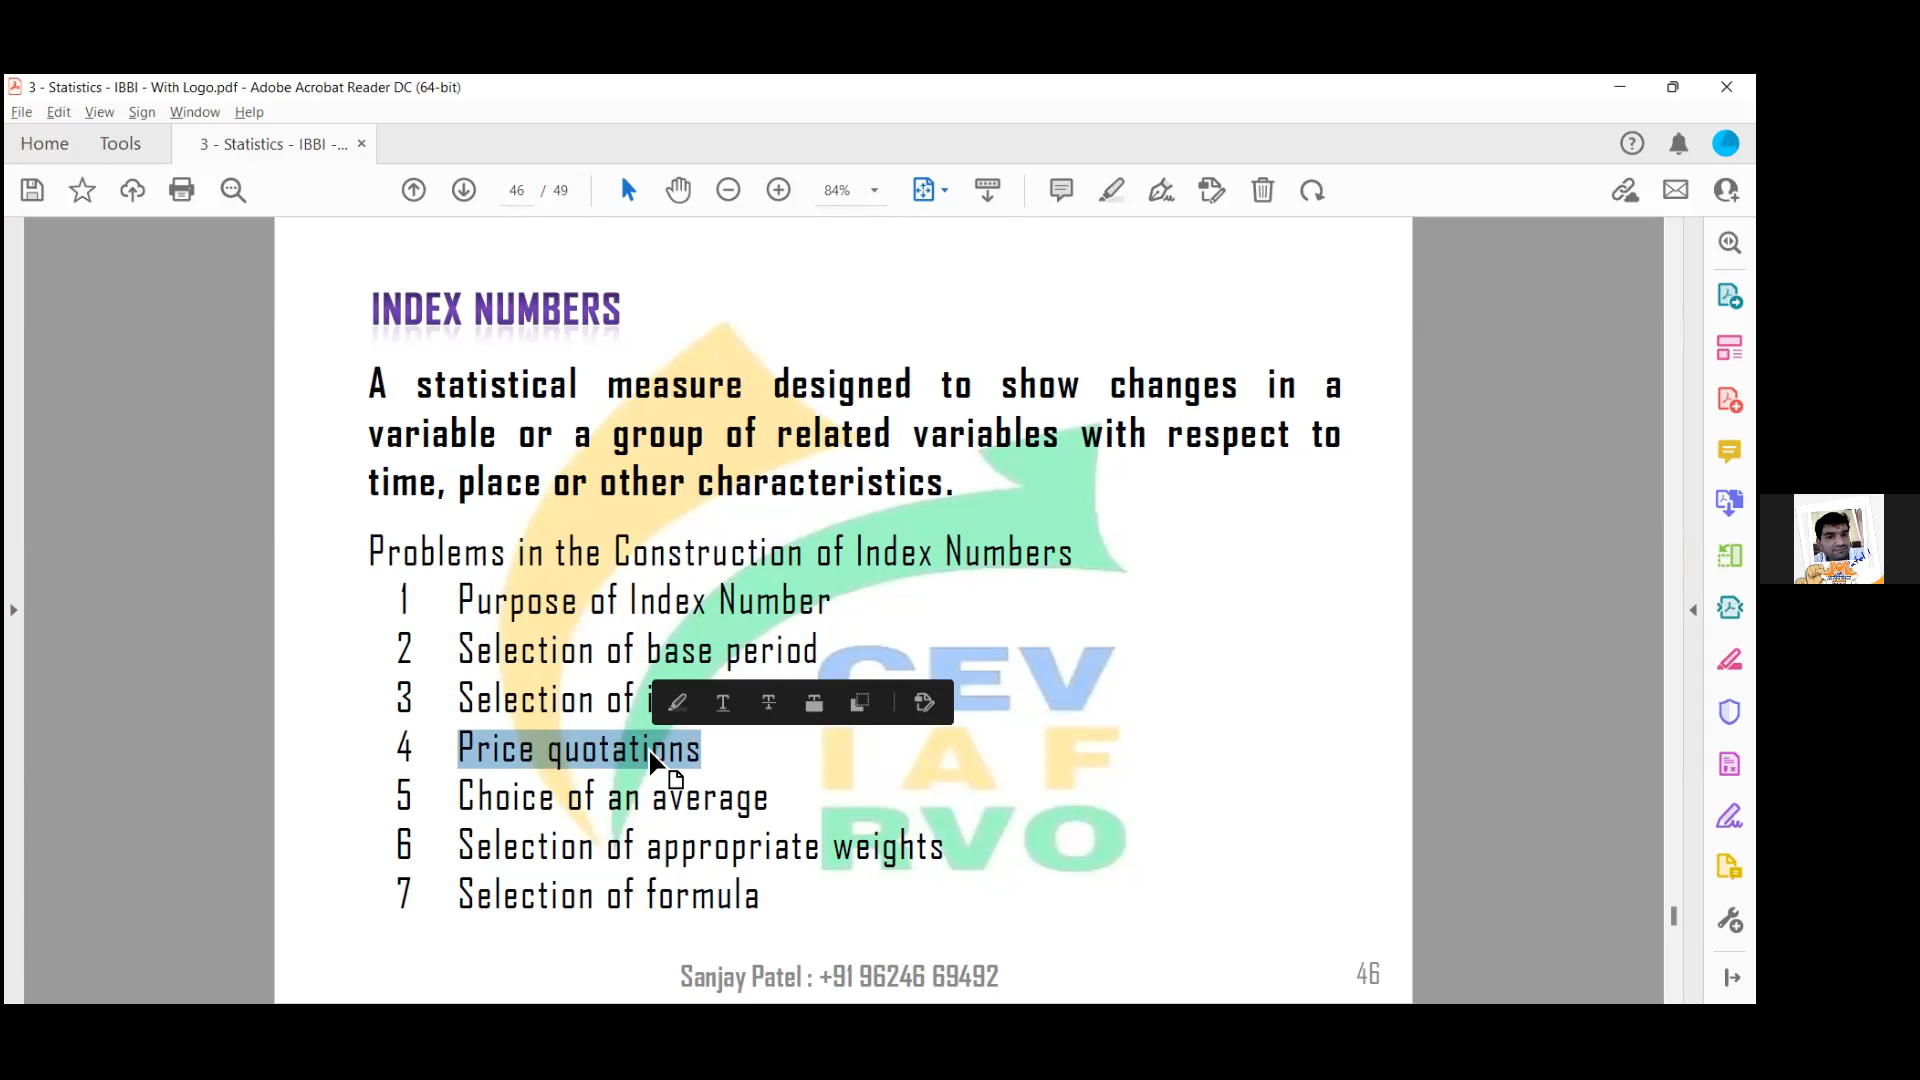 3 - Statistics - IBBI - With Logo.pdf - Adobe Acrobat Reader DC (64-bit)
File Edit View Sign Window Help
Home Tools 3 - Statistics - IBBI -...
46 / 49 84%
INDEX NUMBERS
A statistical measure designed to show changes in a
variable or a group of related variables with respect to
time, place or other characteristics.
Problems in the Construction of Index Numbers
1 Purpose of Index Number
2 Selection of base period
3 Selection of
4 Price quotations
5 Choice of an average
6 Selection of appropriate weights
7 Selection of formula
CEV
IAF
RVO
Sanjay Patel : +91 96246 69492
46